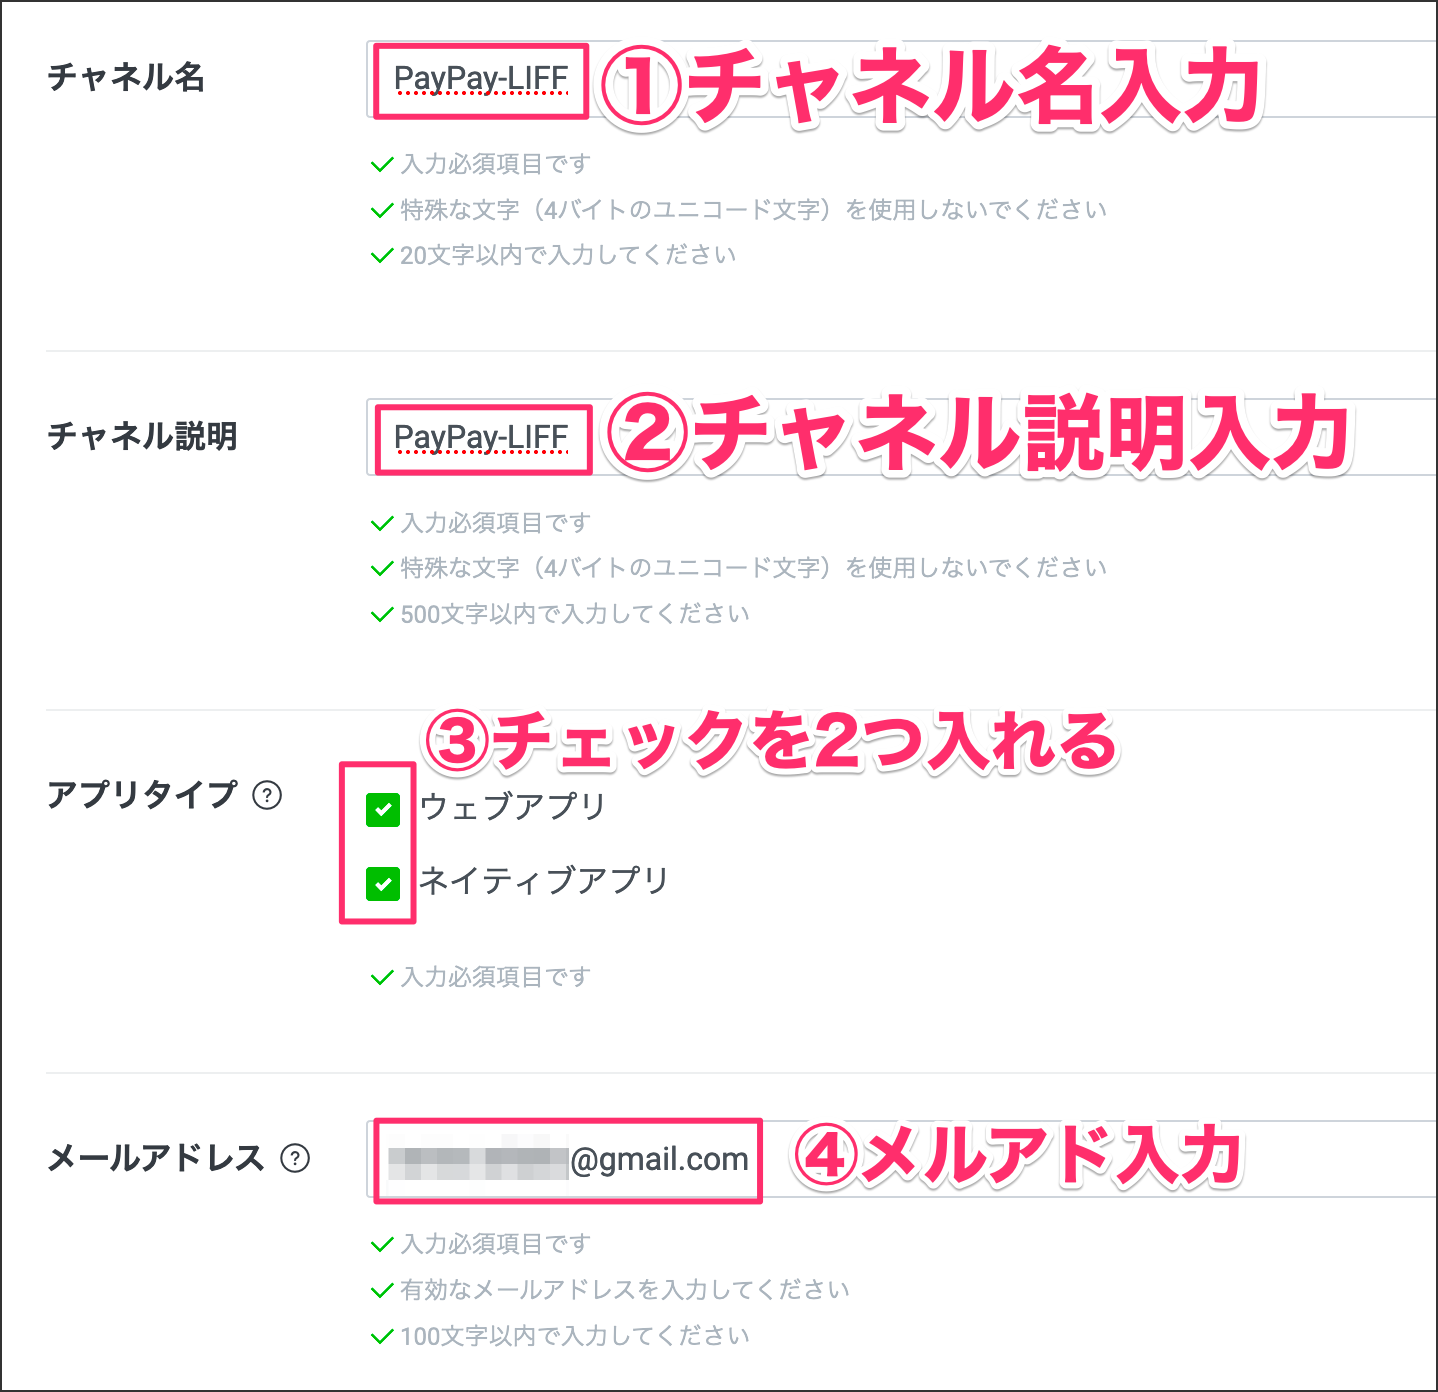 チャネル名
PayPay-LIFF
①チャネル名入力
入力必須項目です
特殊な文字（4バイトのユニコード文字）を使用しないでください
20文字以内で入力してください
チャネル説明
PayPay-LIFF
②チャネル説明入力
入力必須項目です
特殊な文字（4バイトのユニコード文字）を使用しないでください
500文字以内で入力してください
③チェックを2つ入れる
アプリタイプ ?
ウェブアプリ
ネイティブアプリ
入力必須項目です
メールアドレス ?
@gmail.com
④メルアド入力
入力必須項目です
有効なメールアドレスを入力してください
100文字以内で入力してください